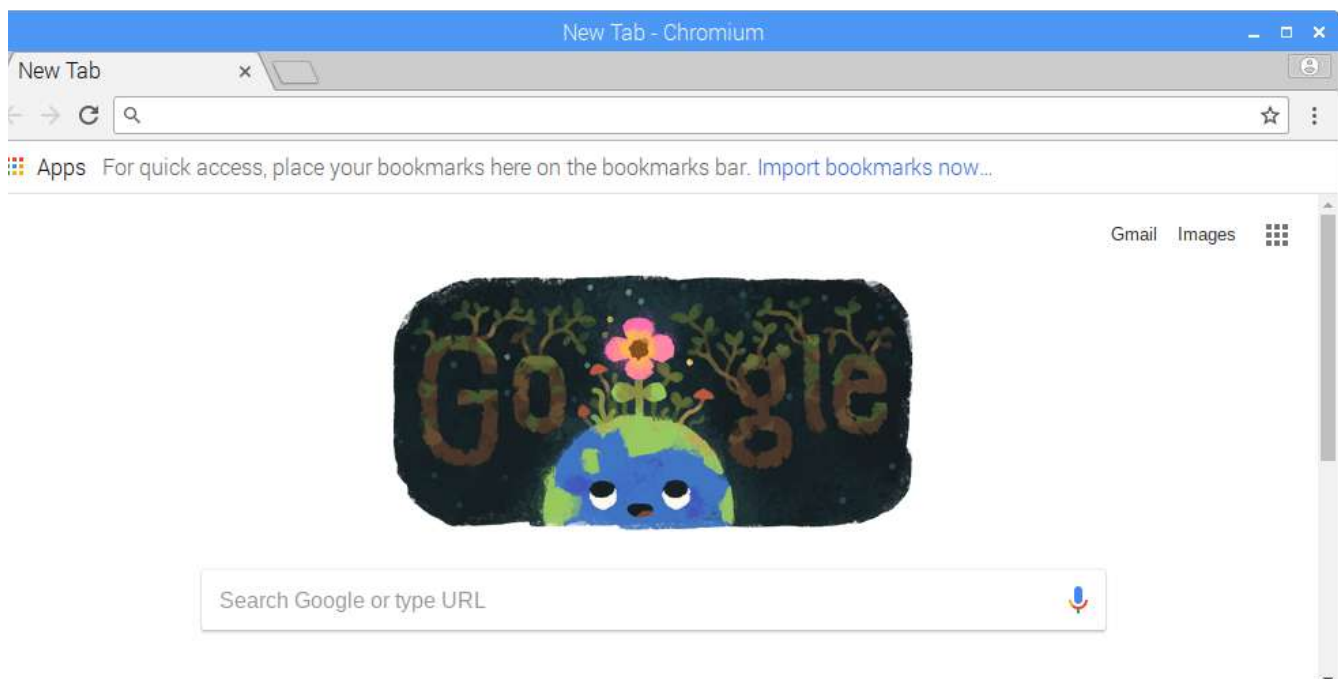 New Tab - Chromium
New Tab
Apps For quick access, place your bookmarks here on the bookmarks bar. Import bookmarks now...
Gmail Images
Google
Search Google or type URL